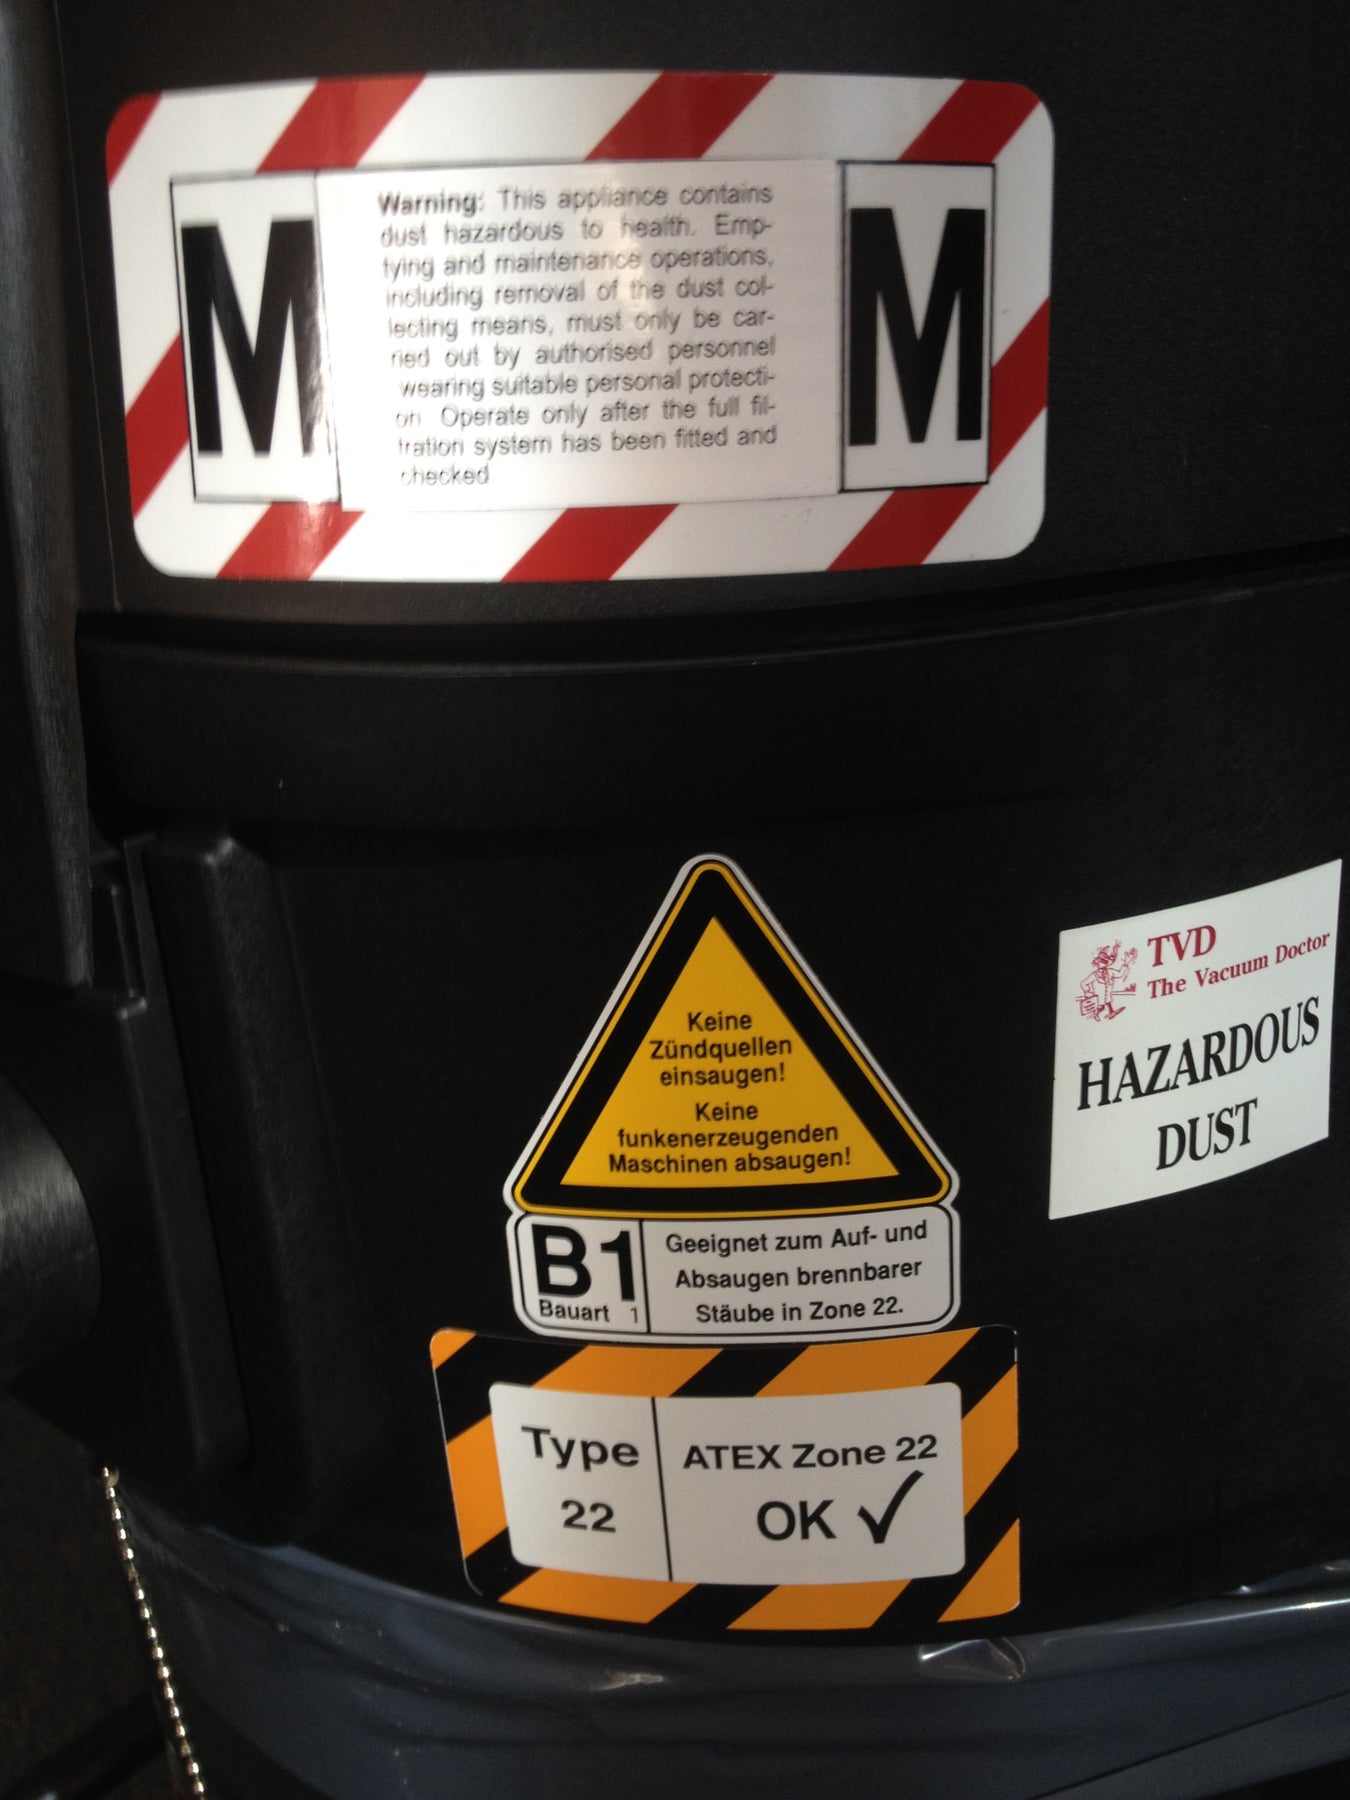 M
Warning: This appliance contains
dust hazardous to health. Emp-
tying and maintenance operations,
including removal of the dust col-
lecting means, must only be car-
ried out by authorised personnel
wearing suitable personal protecti-
on. Operate only after the full fil-
tration system has been fitted and
checked.
M
Keine
Zündquellen
einsaugen!
Keine
funkenerzeugenden
Maschinen absaugen!
B1
Bauart 1
Geeignet zum Auf- und
Absaugen brennbarer
Stäube in Zone 22.
TVD
The Vacuum Doctor
HAZARDOUS
DUST
Type
22
ATEX Zone 22
OK ✓